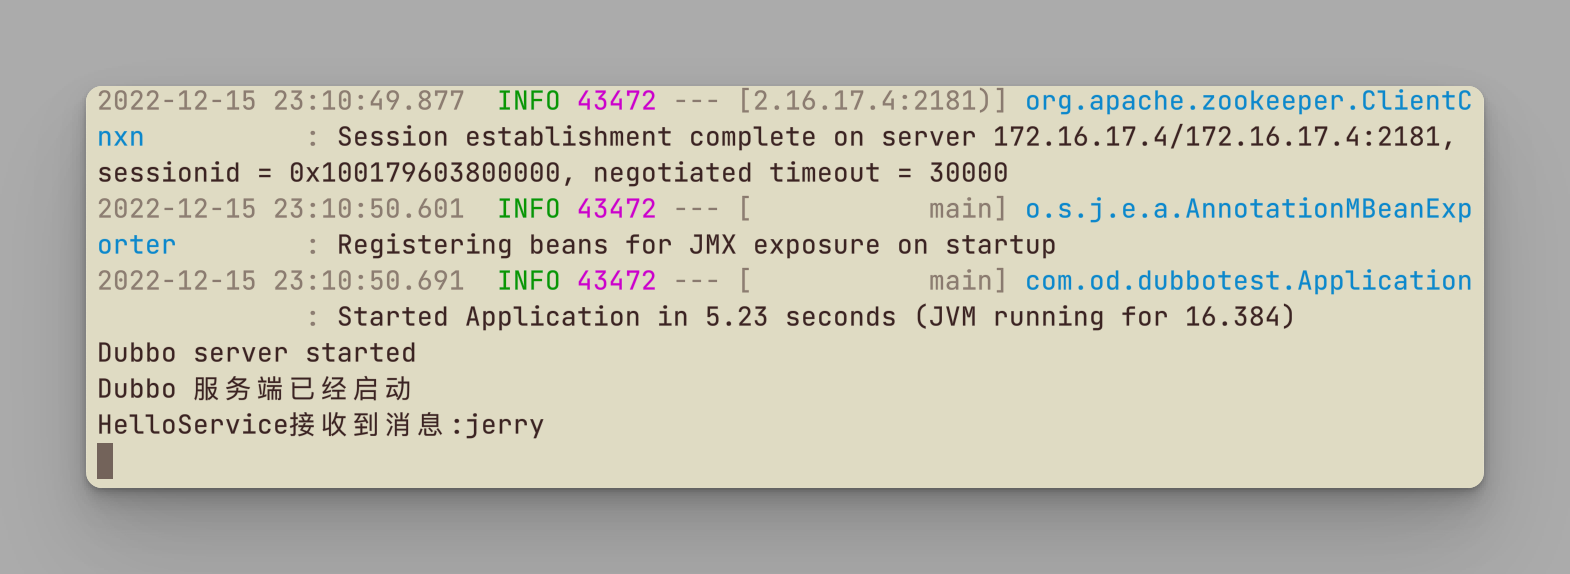 2022-12-15 23:10:49.877  INFO 43472 --- [2.16.17.4:2181)] org.apache.zookeeper.ClientC
nxn          : Session establishment complete on server 172.16.17.4/172.16.17.4:2181,
sessionid = 0x100179603800000, negotiated timeout = 30000
2022-12-15 23:10:50.601  INFO 43472 --- [           main] o.s.j.e.a.AnnotationMBeanExp
orter        : Registering beans for JMX exposure on startup
2022-12-15 23:10:50.691  INFO 43472 --- [           main] com.od.dubbotest.Application
             : Started Application in 5.23 seconds (JVM running for 16.384)
Dubbo server started
Dubbo 服务端已经启动
HelloService接收到消息:jerry